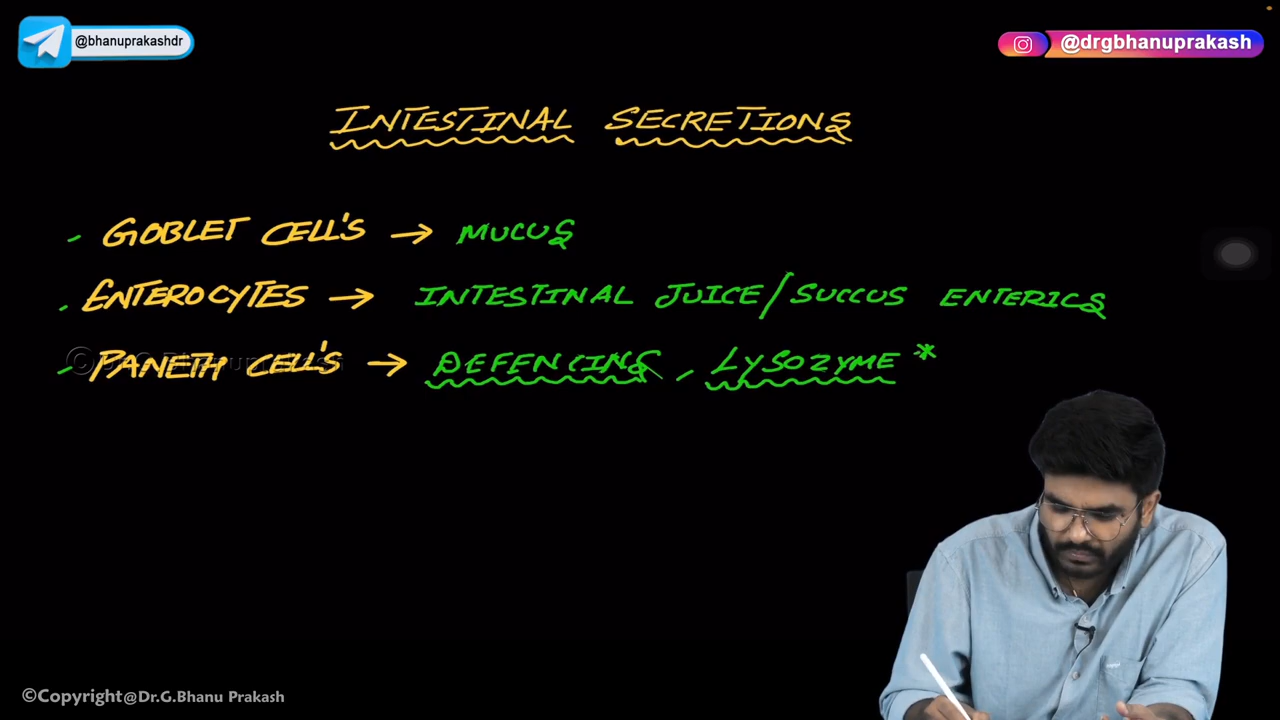 @bhanuprakashdr
@drgbhanuprakash
INTESTINAL SECRETIONS
GOBLET CELL'S → MUCUS
ENTEROCYTES → INTESTINAL JUICE/SUCCUS ENTERICS
PANETH CELL'S → DEFENCINS, LYSOZYME *
©Copyright@Dr.G.Bhanu Prakash